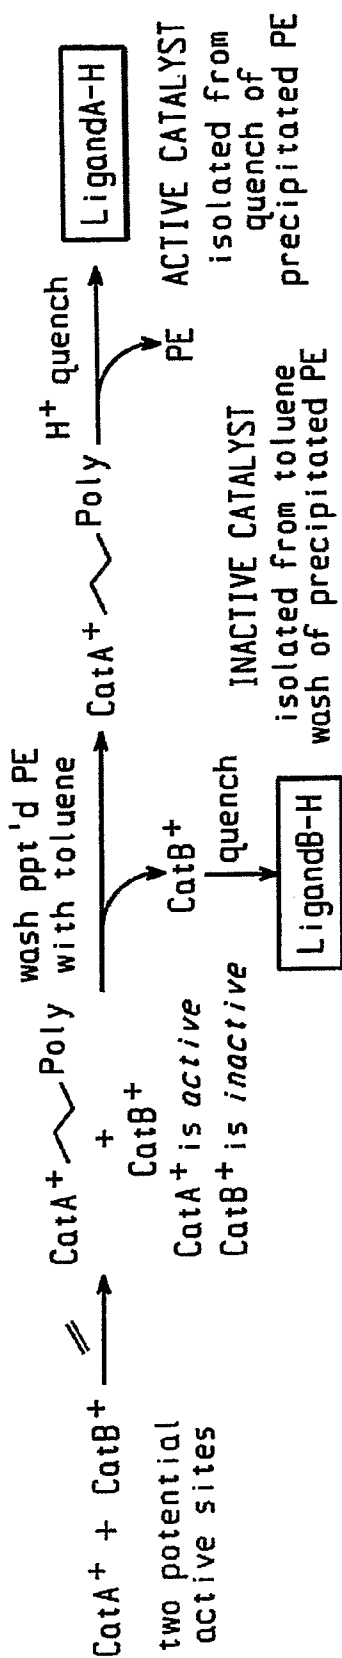 CatA⁺ + CatB⁺
two potential
active sites
CatA⁺ Poly
+
CatB⁺
CatA⁺ is active
CatB⁺ is inactive
wash ppt'd PE
with toluene
CatB⁺
quench
LigandB-H
INACTIVE CATALYST
isolated from toluene
wash of precipitated PE
CatA⁺ Poly
H⁺ quench
PE
LigandA-H
ACTIVE CATALYST
isolated from
quench of
precipitated PE